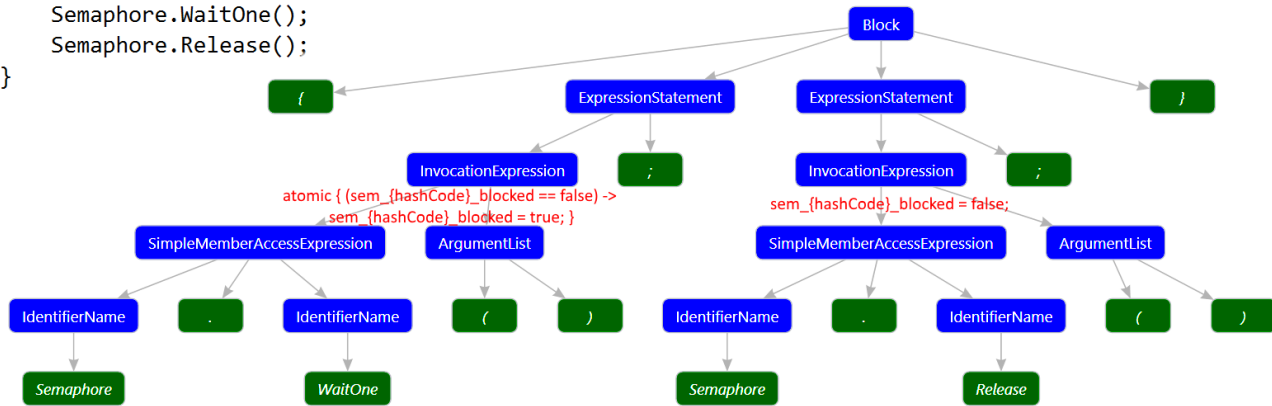 Semaphore.WaitOne();
Semaphore.Release();
}
Block
{
ExpressionStatement
ExpressionStatement
}
InvocationExpression
;
InvocationExpression
;
atomic { (sem_{hashCode}_blocked == false) ->
sem_{hashCode}_blocked = true; }
sem_{hashCode}_blocked = false;
SimpleMemberAccessExpression
ArgumentList
SimpleMemberAccessExpression
ArgumentList
IdentifierName
.
IdentifierName
(
)
IdentifierName
.
IdentifierName
(
)
Semaphore
WaitOne
Semaphore
Release